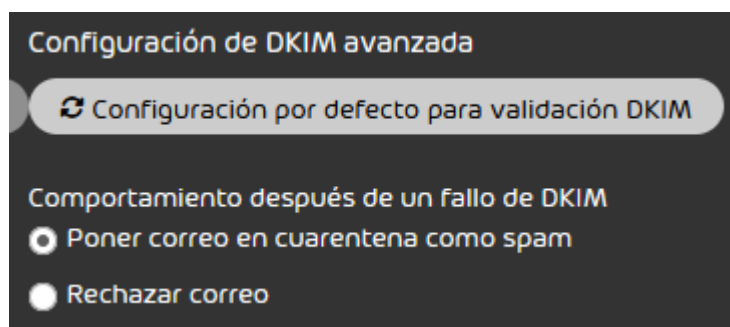 Configuración de DKIM avanzada
Configuración por defecto para validación DKIM
Comportamiento después de un fallo de DKIM
Poner correo en cuarentena como spam
Rechazar correo